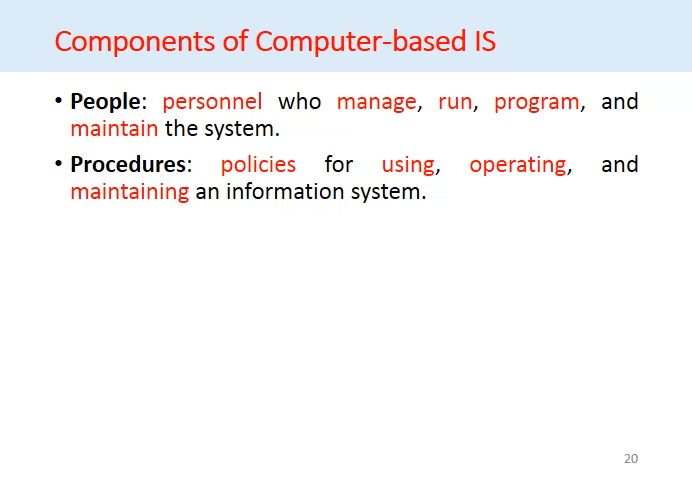 Components of Computer-based IS
• People: personnel who manage, run, program, and
maintain the system.
• Procedures: policies for using, operating, and
maintaining an information system.
20